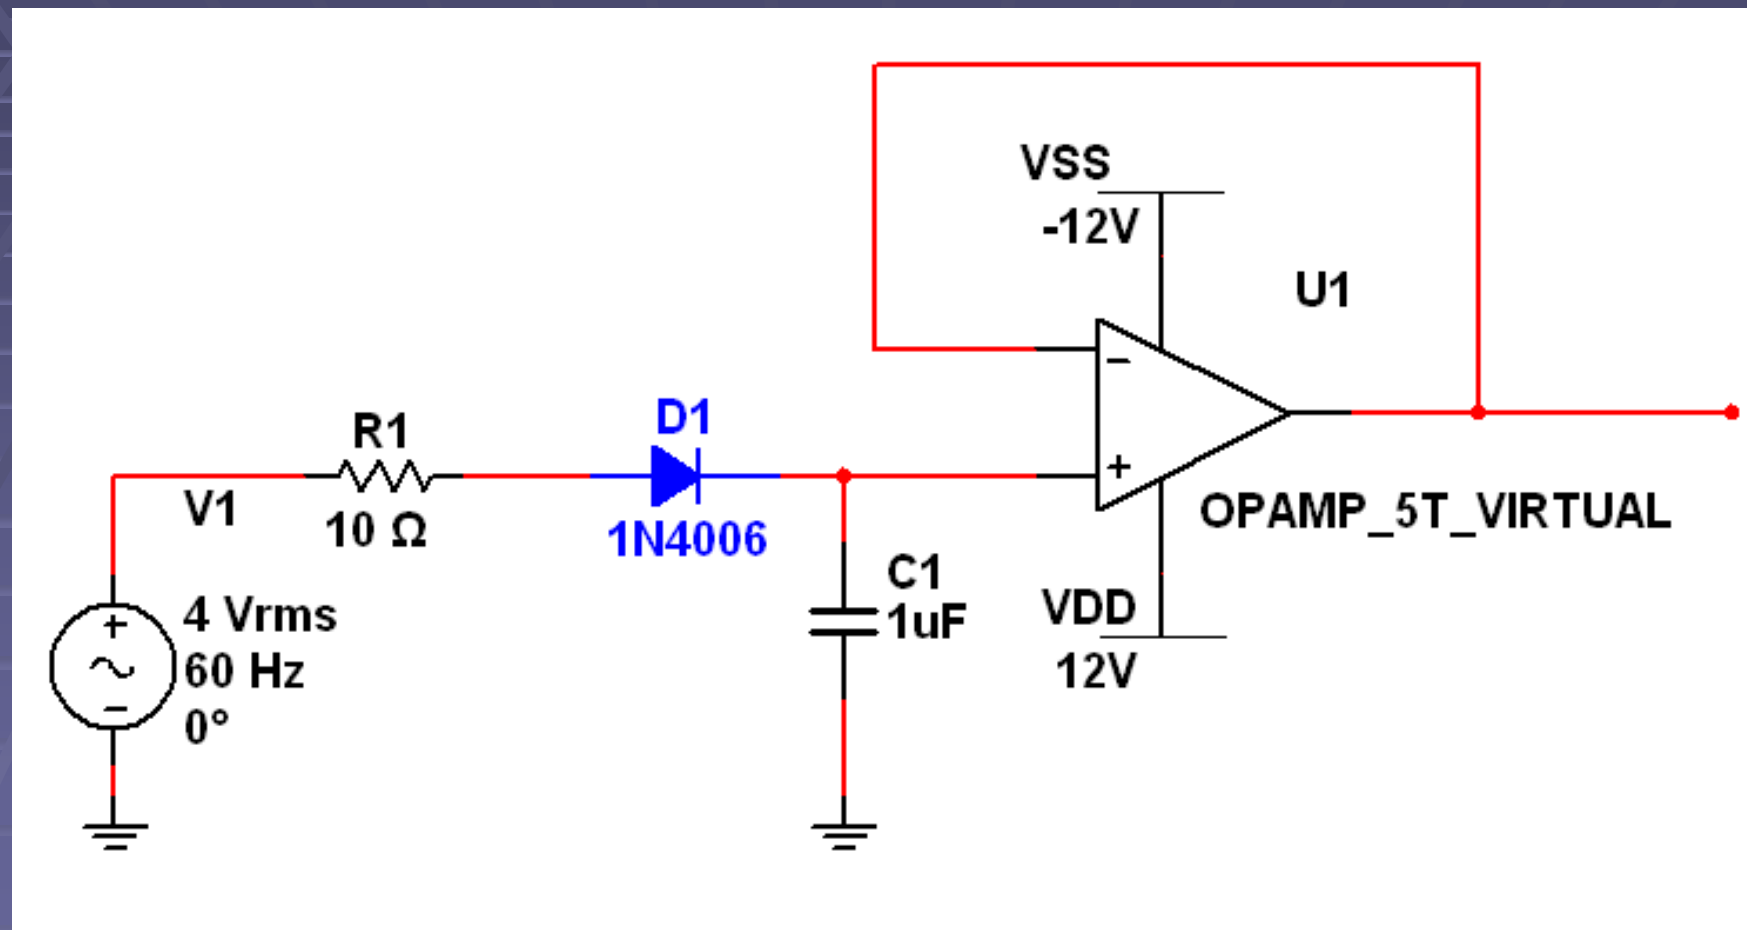 VSS
-12V
U1
−
+
OPAMP_5T_VIRTUAL
VDD
12V
D1
1N4006
R1
10 Ω
V1
4 Vrms
60 Hz
0°
+
−
C1
1uF